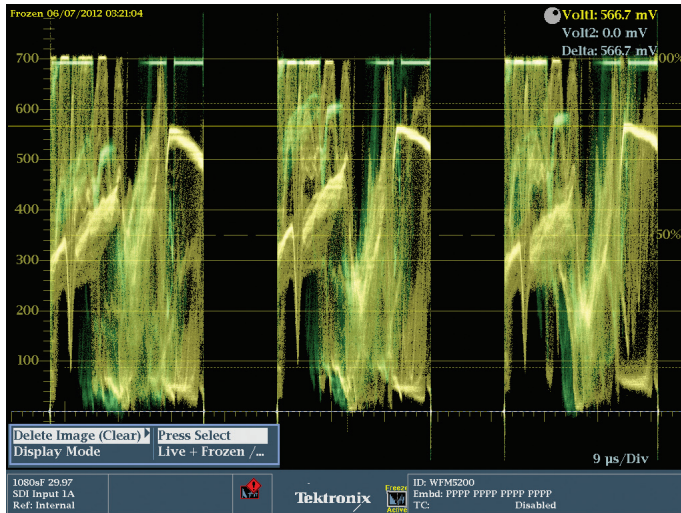 Frozen 06/07/2012 03:21:04
Volt1: 566.7 mV
Volt2: 0.0 mV
Delta: 566.7 mV
700
00%
600
500
400
300
50%
200
100
Delete Image (Clear) Press Select
Display Mode Live + Frozen /...
9 µs/Div
1080sF 29.97
SDI Input 1A
Ref: Internal
Tektronix
Freeze
Active
ID: WFM5200
Embd: PPPP PPPP PPPP PPPP
TC: Disabled